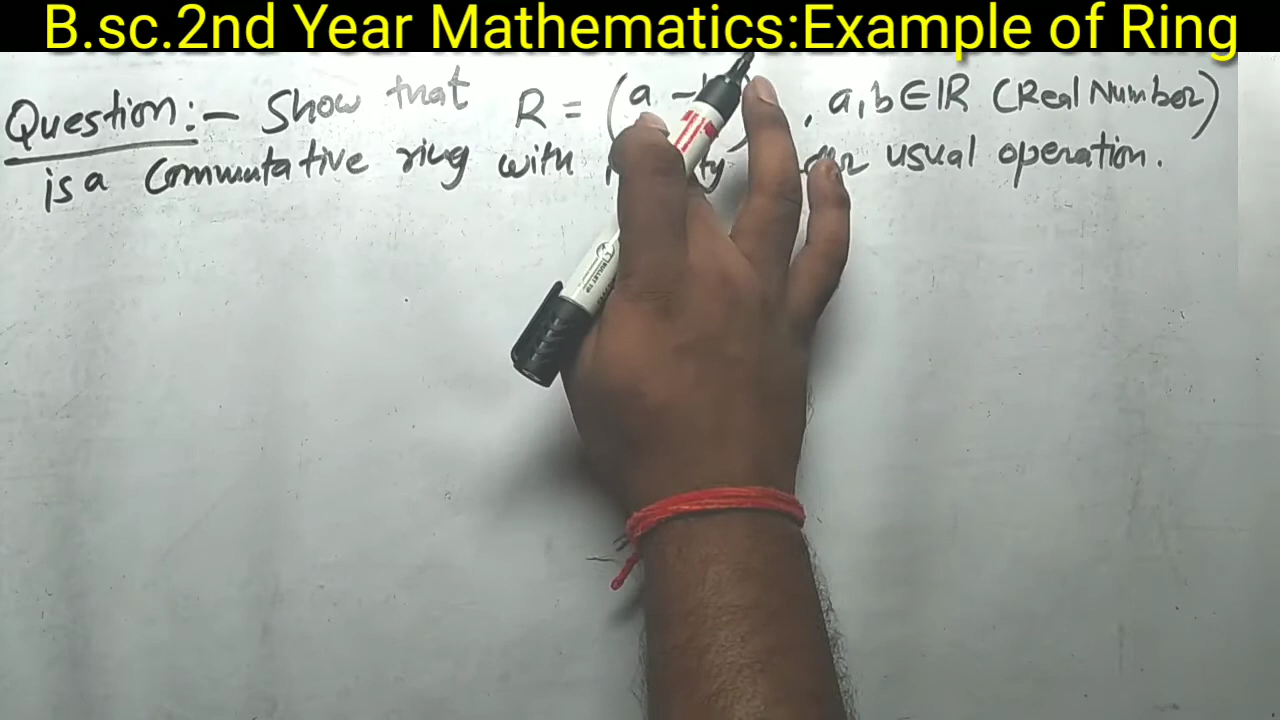 B.sc.2nd Year Mathematics:Example of Ring
Question:- Show that R = (a - , a,b∈IR (Real Number)
is a commutative ring with usual operation.